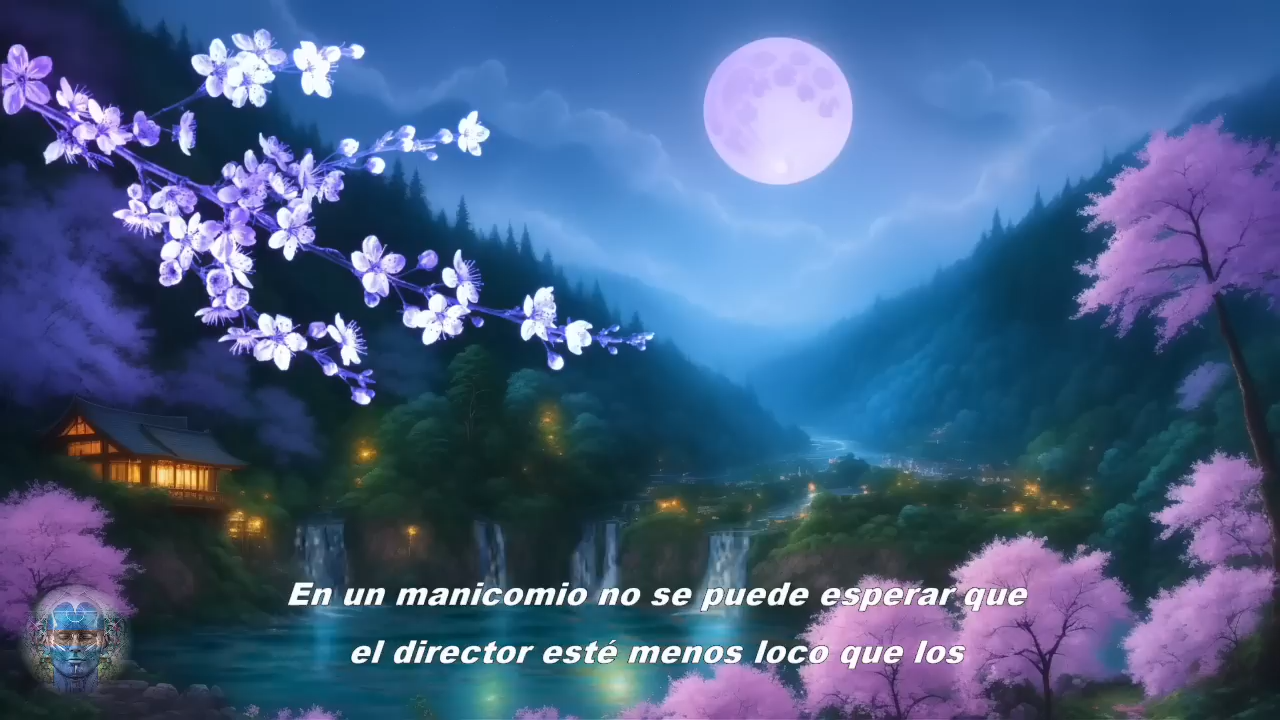 En un manicomio no se puede esperar que
el director esté menos loco que los